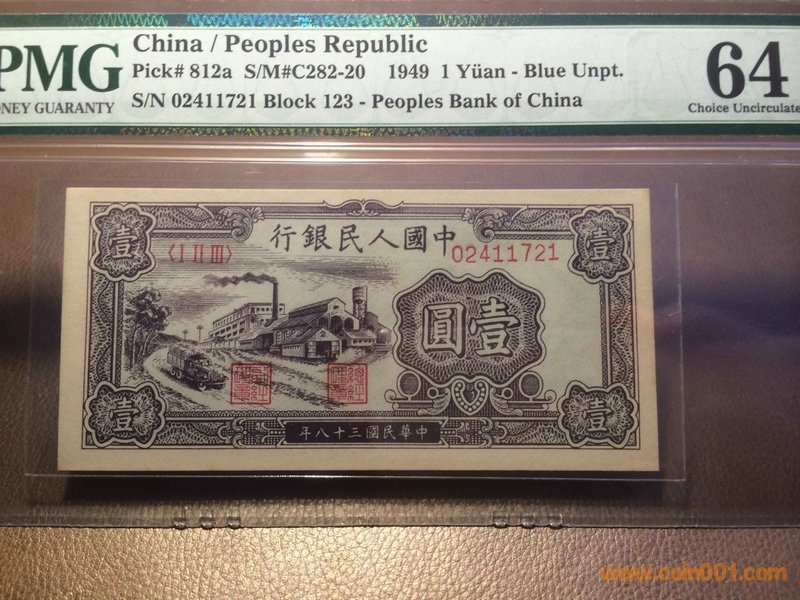 PMG
MONEY GUARANTY
China / Peoples Republic
Pick# 812a S/M#C282-20 1949 1 Yüan - Blue Unpt.
S/N 02411721 Block 123 - Peoples Bank of China
64
Choice Uncirculate
行銀民人國中
〈I II III〉
02411721
壹
壹
圓壹
壹
壹
年八十三國民華中
www.coin001.com